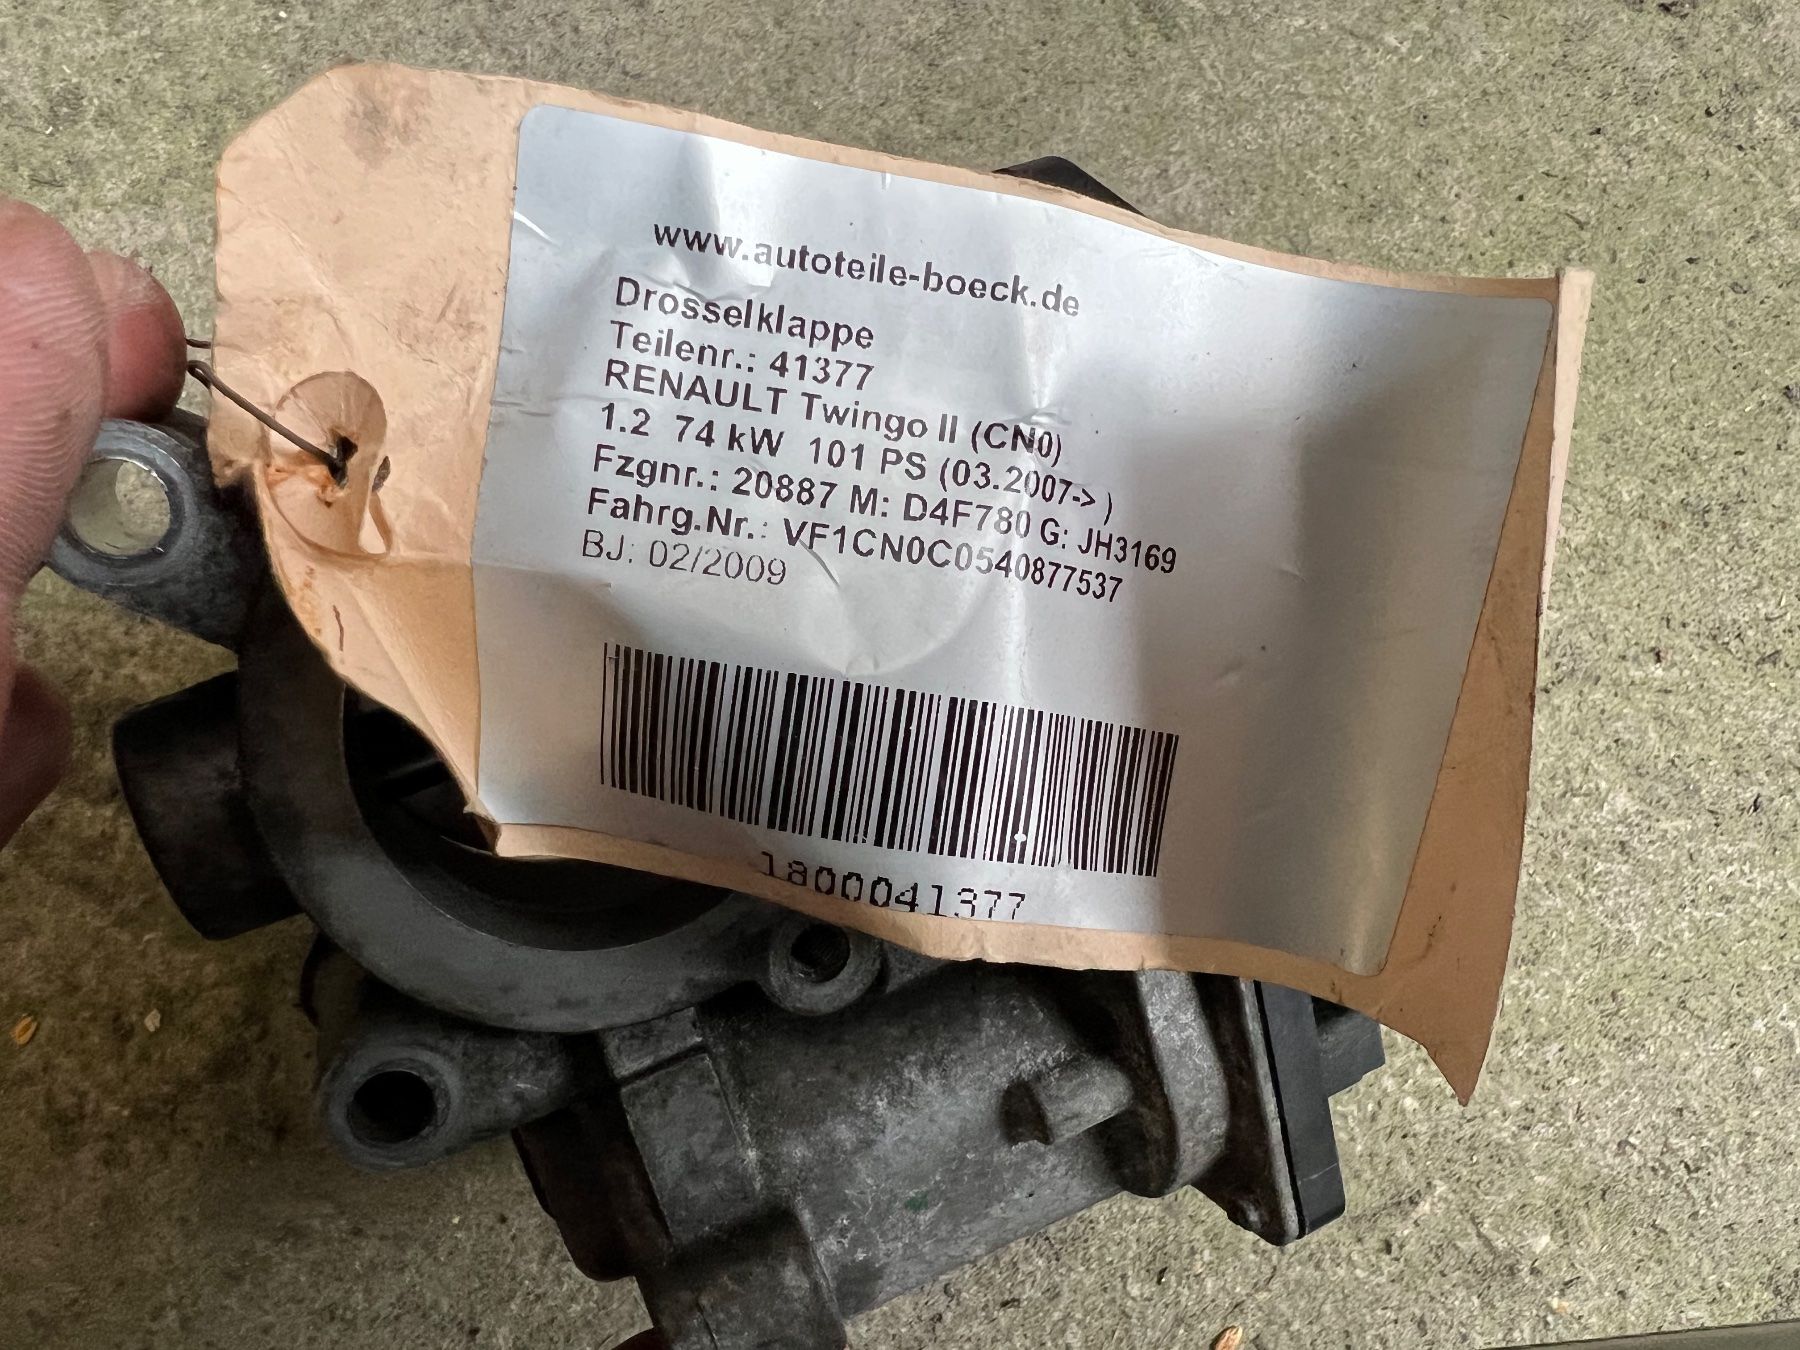 www.autoteile-boeck.de
Drosselklappe
Teilenr.: 41377
RENAULT Twingo II (CN0)
1.2 74 kW 101 PS (03.2007-> )
Fzgnr.: 20887 M: D4F780 G: JH3169
Fahrg.Nr.: VF1CN0C0540877537
BJ: 02/2009
1800041377